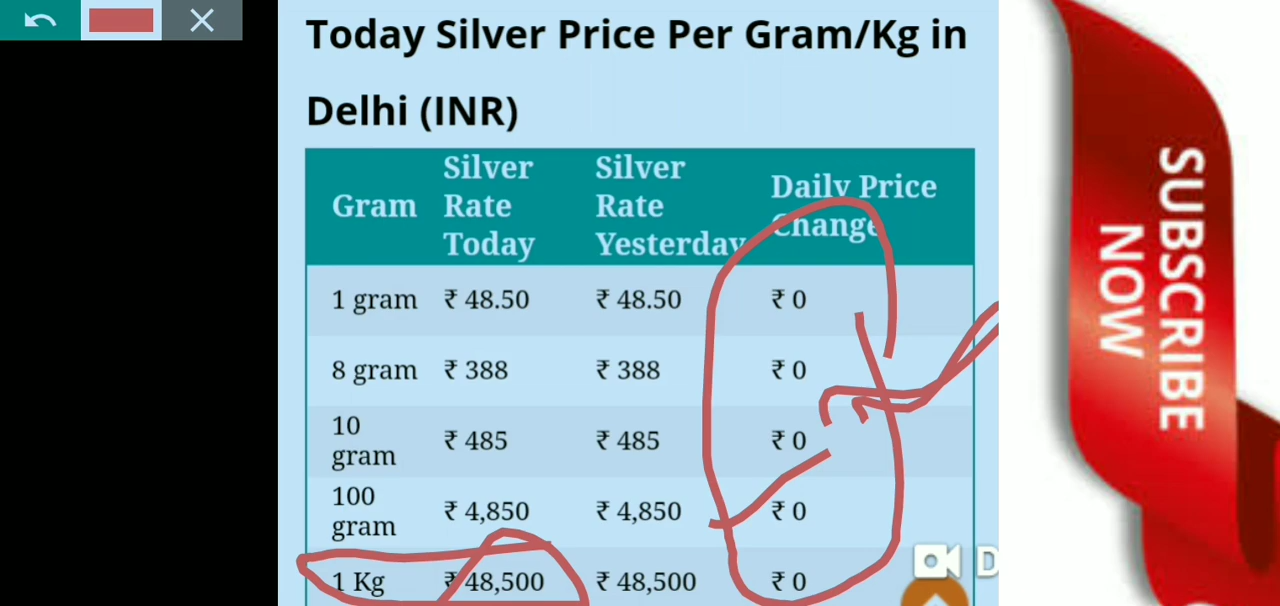 Today Silver Price Per Gram/Kg in
Delhi (INR)
Gram Silver Rate Today Silver Rate Yesterday Daily Price Change
1 gram ₹ 48.50 ₹ 48.50 ₹ 0
8 gram ₹ 388 ₹ 388 ₹ 0
10 gram ₹ 485 ₹ 485 ₹ 0
100 gram ₹ 4,850 ₹ 4,850 ₹ 0
1 Kg ₹ 48,500 ₹ 48,500 ₹ 0
D
SUBSCRIBE
NOW